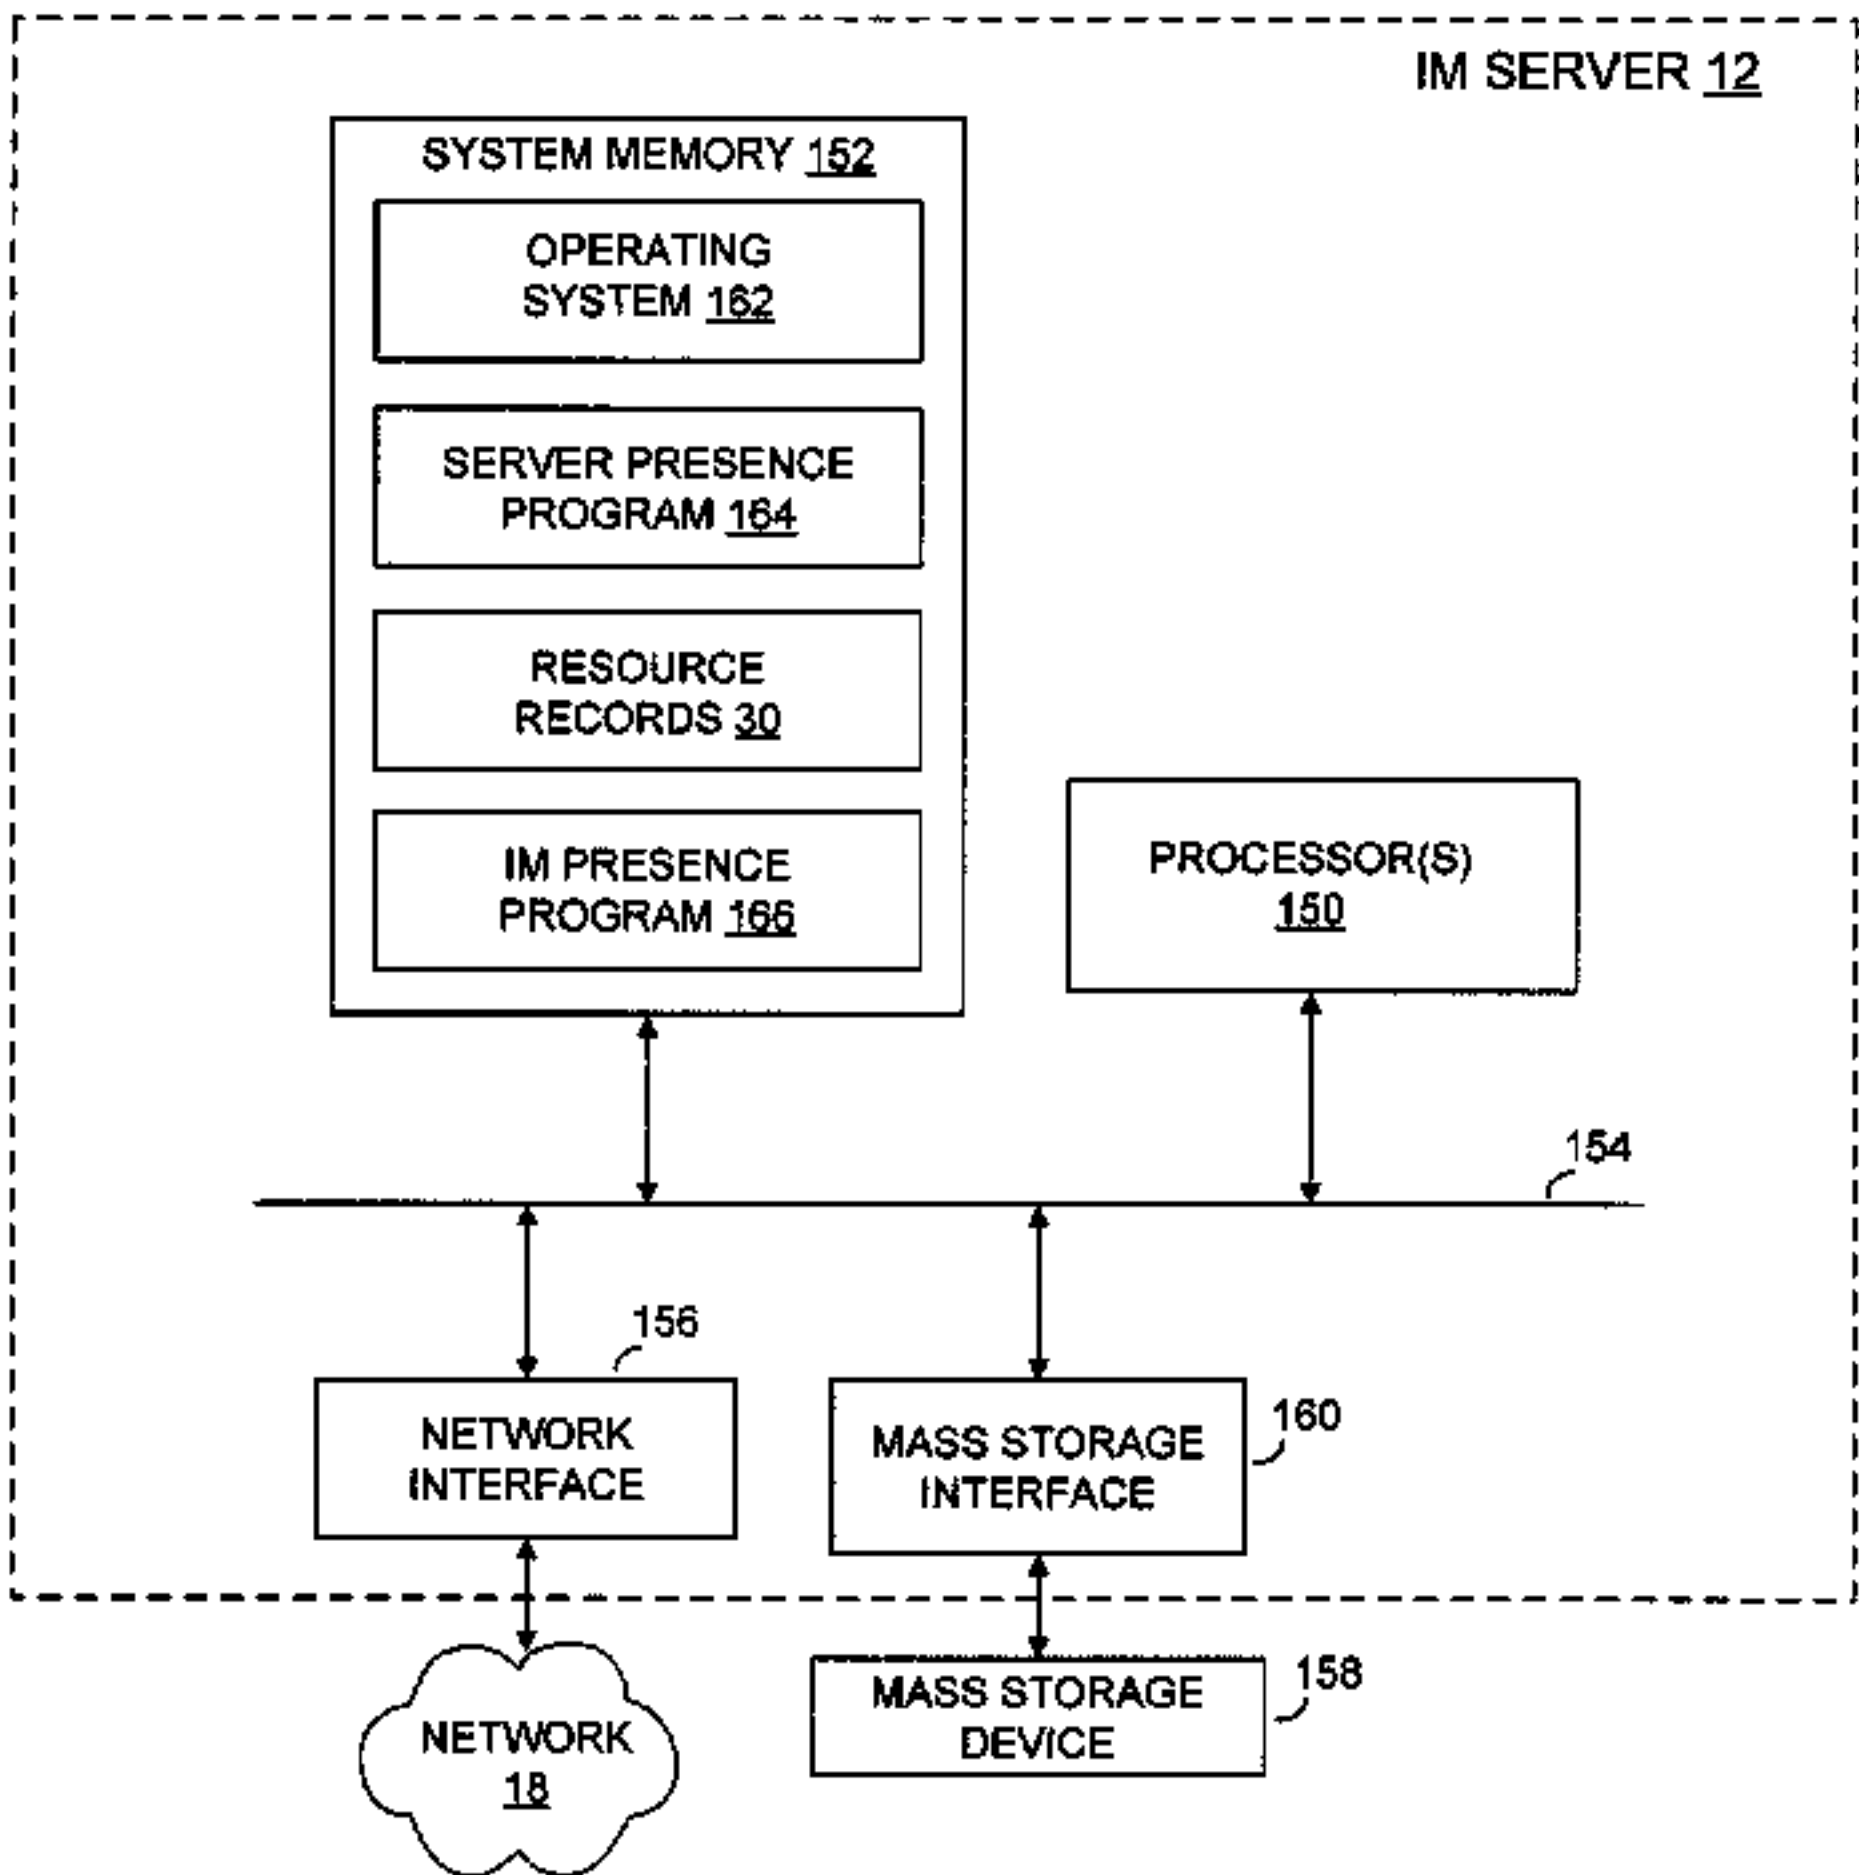 IM SERVER 12
SYSTEM MEMORY 152
OPERATING
SYSTEM 162
SERVER PRESENCE
PROGRAM 164
RESOURCE
RECORDS 30
IM PRESENCE
PROGRAM 166
PROCESSOR(S)
150
154
156
NETWORK
INTERFACE
160
MASS STORAGE
INTERFACE
NETWORK
18
158
MASS STORAGE
DEVICE